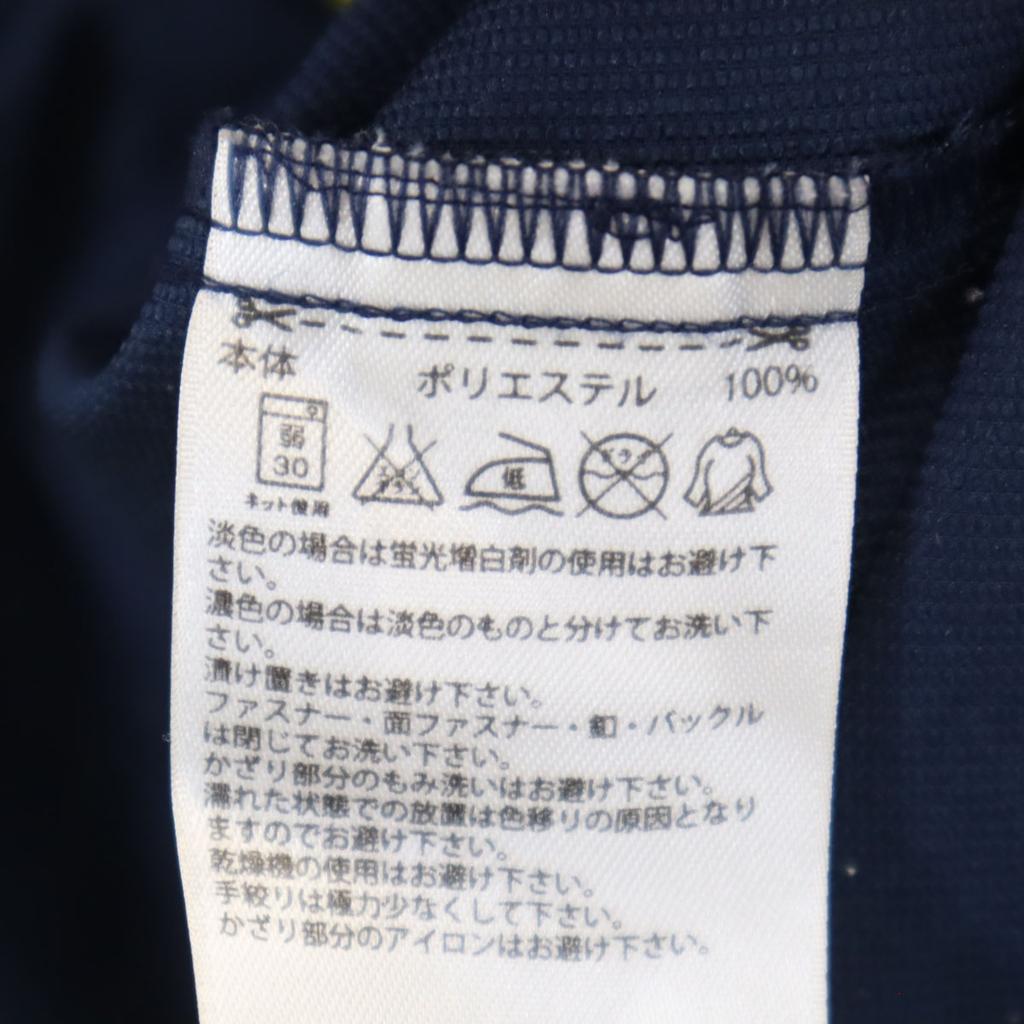 本体 ポリエステル 100%
弱
30
ネット使用
低
ドライ
淡色の場合は蛍光増白剤の使用はお避け下
さい。
濃色の場合は淡色のものと分けてお洗い下
さい。
漬け置きはお避け下さい。
ファスナー・面ファスナー・釦・バックル
は閉じてお洗い下さい。
かざり部分のもみ洗いはお避け下さい。
濡れた状態での放置は色移りの原因となり
ますのでお避け下さい。
乾燥機の使用はお避け下さい。
手絞りは極力少なくして下さい。
かざり部分のアイロンはお避け下さい。